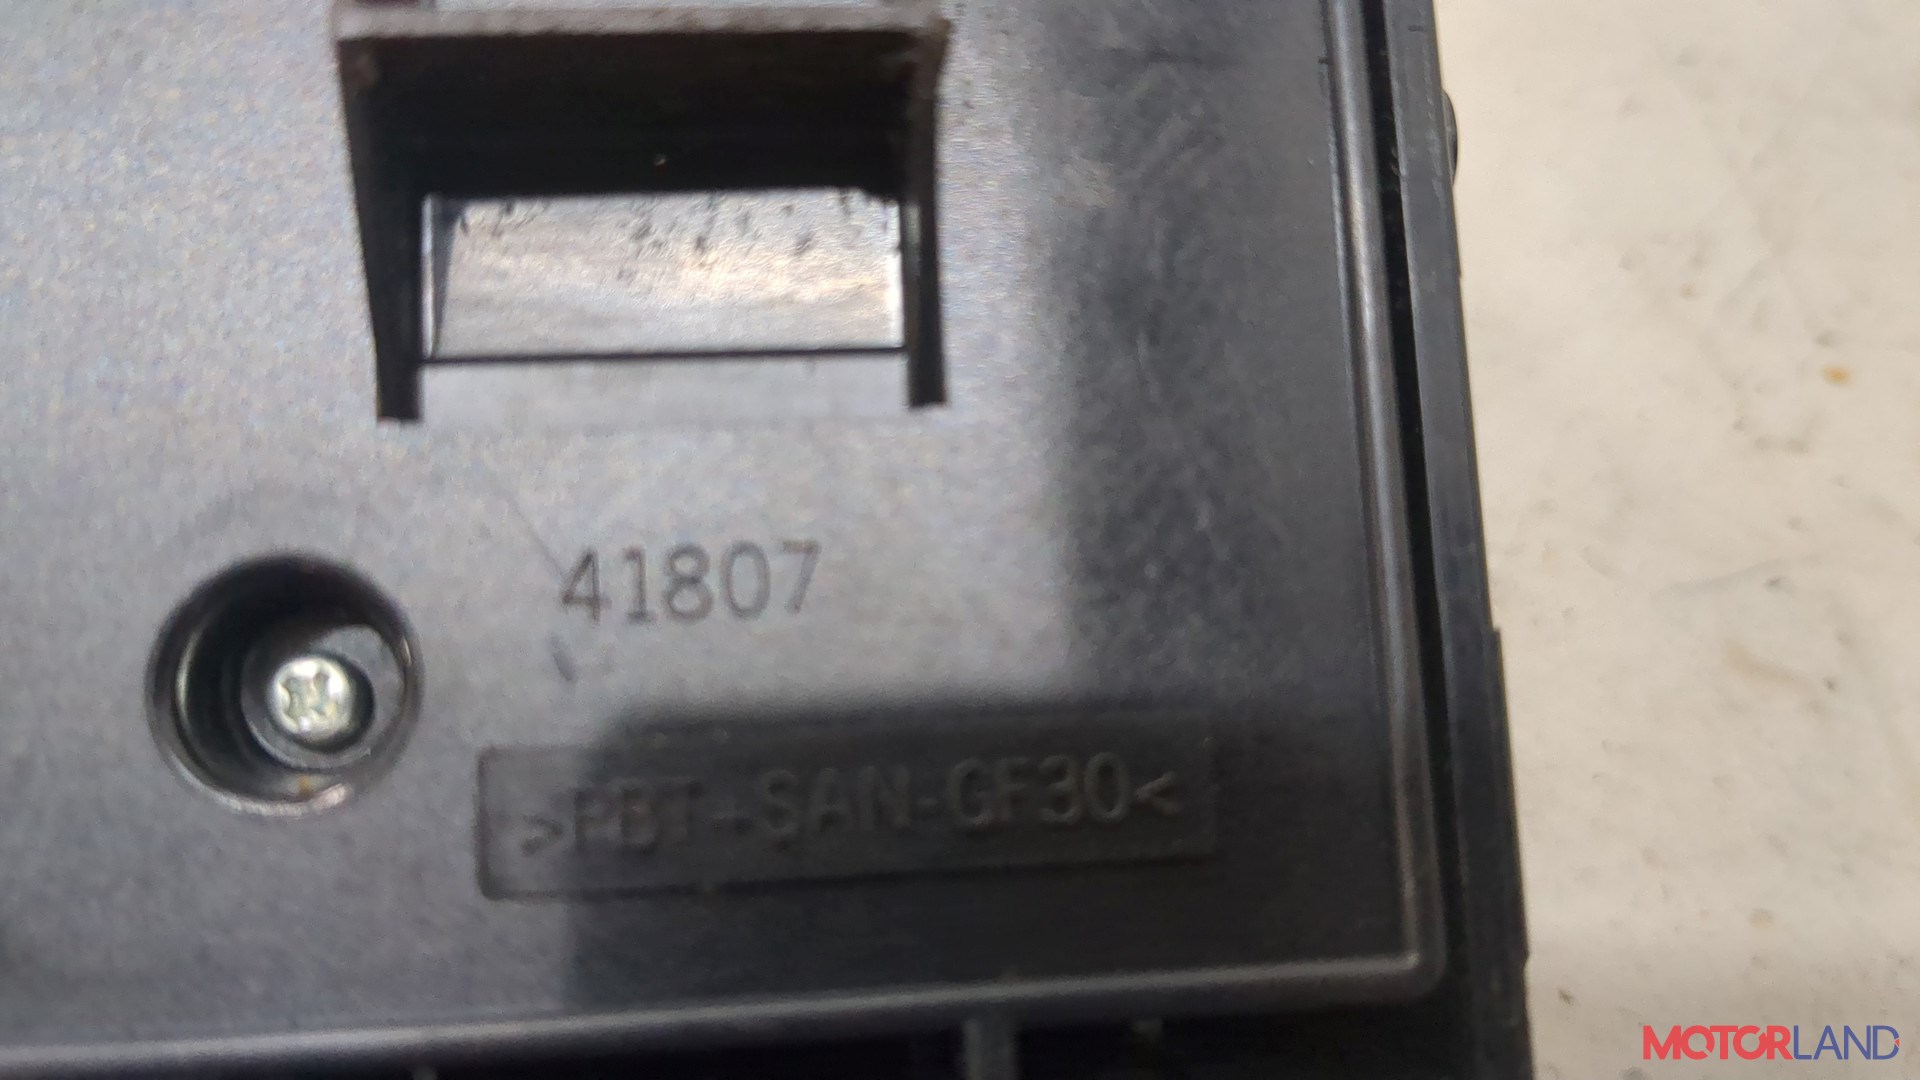 41807
>PBT+SAN-GF30<
MOTORLAND